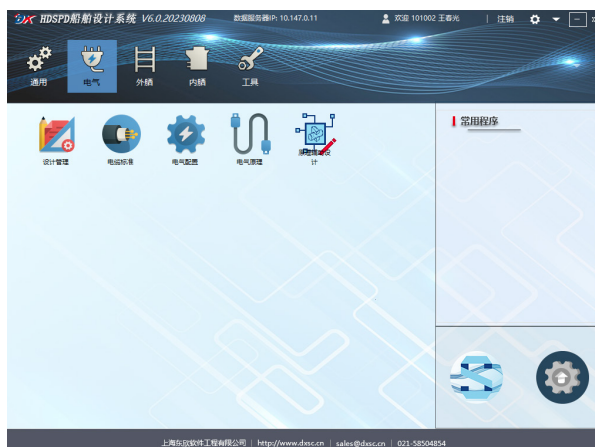 HDSPD船舶设计系统 V6.0.20230808 数据服务器IP: 10.147.0.11 欢迎 101002 王春光 | 注销
通用 电气 外舾 内舾 工具
常用程序
设计管理 电运标准 电气配置 电气原理
计
上海东欣软件工程有限公司 | http://www.dxsc.cn | sales@dxsc.cn | 021-58504854